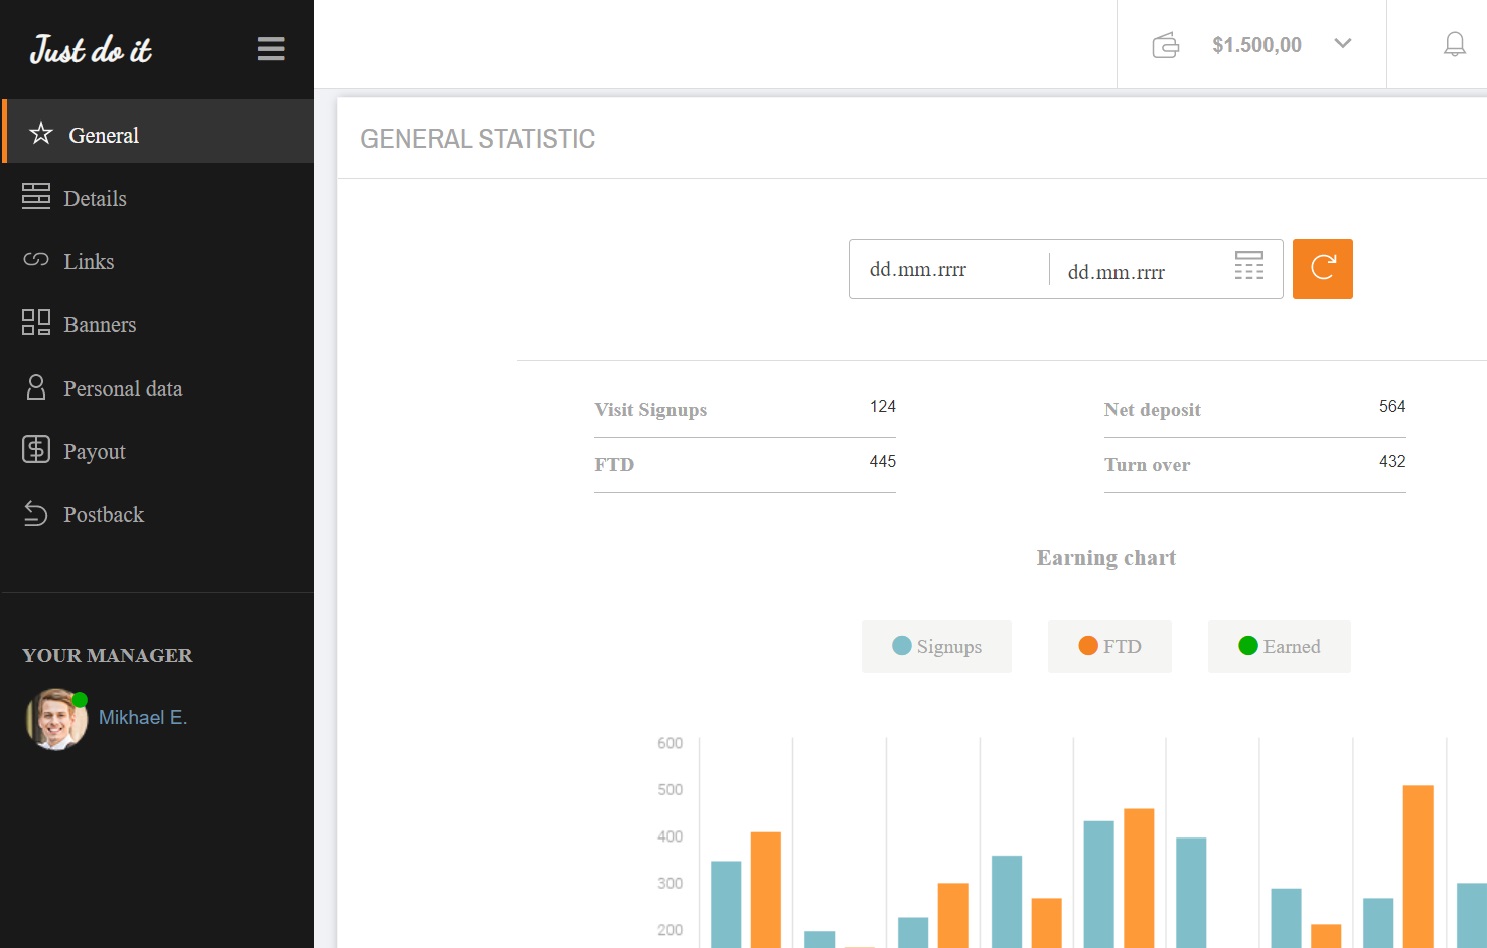 Just do it
$1.500,00
General
Details
Links
Banners
Personal data
Payout
Postback
YOUR MANAGER
Mikhael E.
GENERAL STATISTIC
dd.mm.rrrr dd.mm.rrrr
Visit Signups 124
Net deposit 564
FTD 445
Turn over 432
Earning chart
Signups FTD Earned
600
500
400
300
200